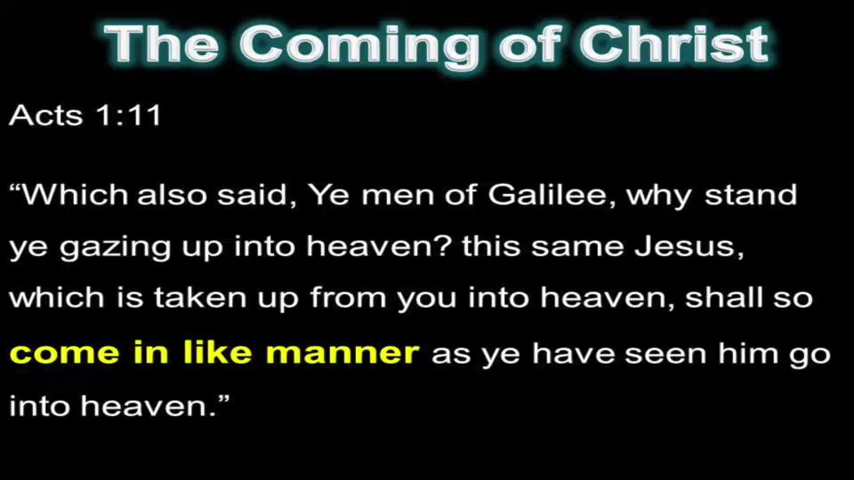 The Coming of Christ
Acts 1:11
“Which also said, Ye men of Galilee, why stand
ye gazing up into heaven? this same Jesus,
which is taken up from you into heaven, shall so
come in like manner as ye have seen him go
into heaven.”